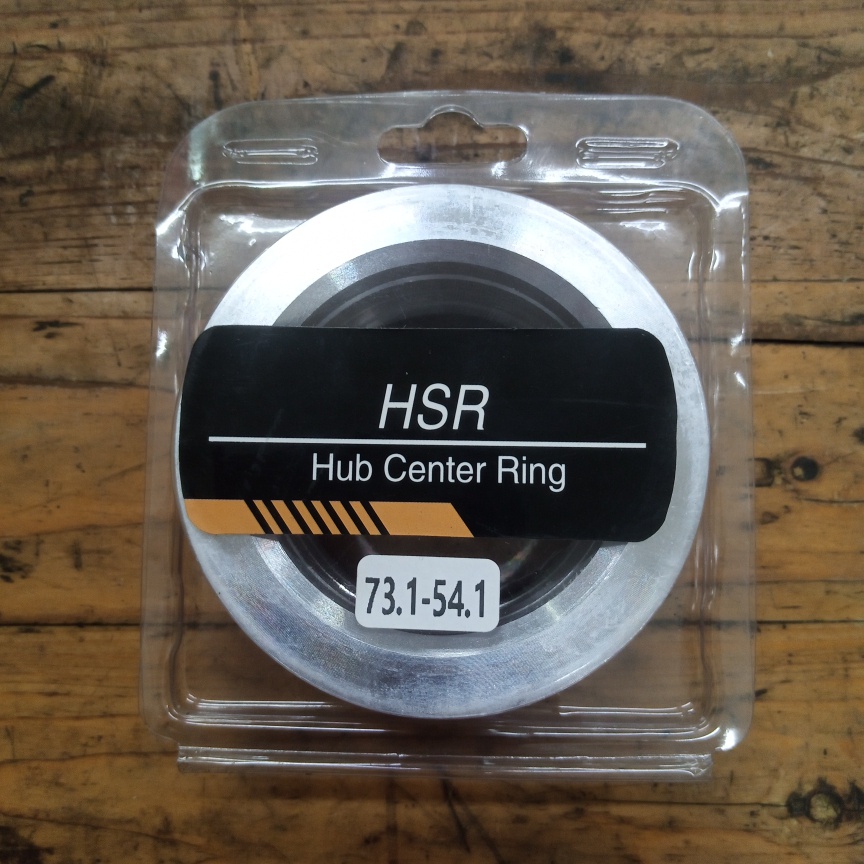 HSR
Hub Center Ring
73.1-54.1